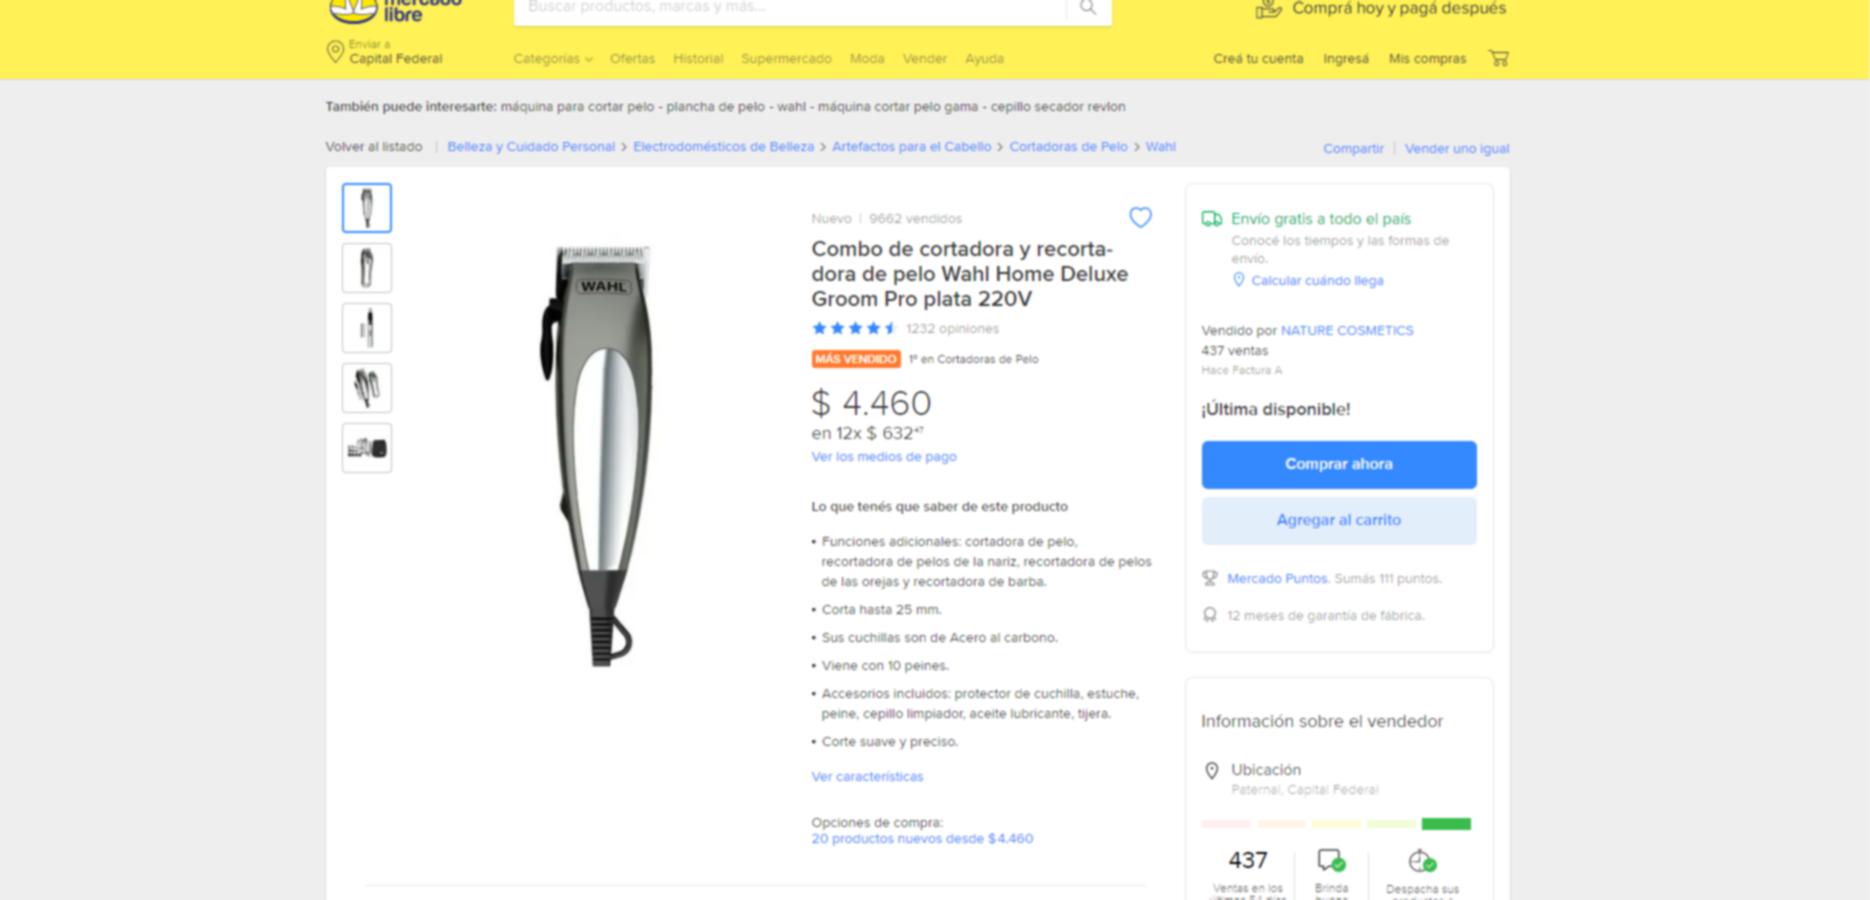 mercado
libre
Buscar productos, marcas y más...
Comprá hoy y pagá después
Enviar a
Capital Federal
Categorías
Ofertas
Historial
Supermercado
Moda
Vender
Ayuda
Creá tu cuenta
Ingresá
Mis compras
También puede interesarte: máquina para cortar pelo - plancha de pelo - wahl - máquina cortar pelo gama - cepillo secador revlon
Volver al listado | Belleza y Cuidado Personal > Electrodomésticos de Belleza > Artefactos para el Cabello > Cortadoras de Pelo > Wahl
Compartir | Vender uno igual
WAHL
Nuevo | 9662 vendidos
Combo de cortadora y recorta-
dora de pelo Wahl Home Deluxe
Groom Pro plata 220V
1232 opiniones
MÁS VENDIDO 1º en Cortadoras de Pelo
$ 4.460
en 12x $ 632⁴⁷
Ver los medios de pago
Lo que tenés que saber de este producto
• Funciones adicionales: cortadora de pelo,
recortadora de pelos de la nariz, recortadora de pelos
de las orejas y recortadora de barba.
• Corta hasta 25 mm.
• Sus cuchillas son de Acero al carbono.
• Viene con 10 peines.
• Accesorios incluidos: protector de cuchilla, estuche,
peine, cepillo limpiador, aceite lubricante, tijera.
• Corte suave y preciso.
Ver características
Opciones de compra:
20 productos nuevos desde $4.460
Envío gratis a todo el país
Conocé los tiempos y las formas de
envío.
Calcular cuándo llega
Vendido por NATURE COSMETICS
437 ventas
Hace Factura A
¡Última disponible!
Comprar ahora
Agregar al carrito
Mercado Puntos. Sumás 111 puntos.
12 meses de garantía de fábrica.
Información sobre el vendedor
Ubicación
Paternal, Capital Federal
437
Ventas en los
Brinda
Despacha sus